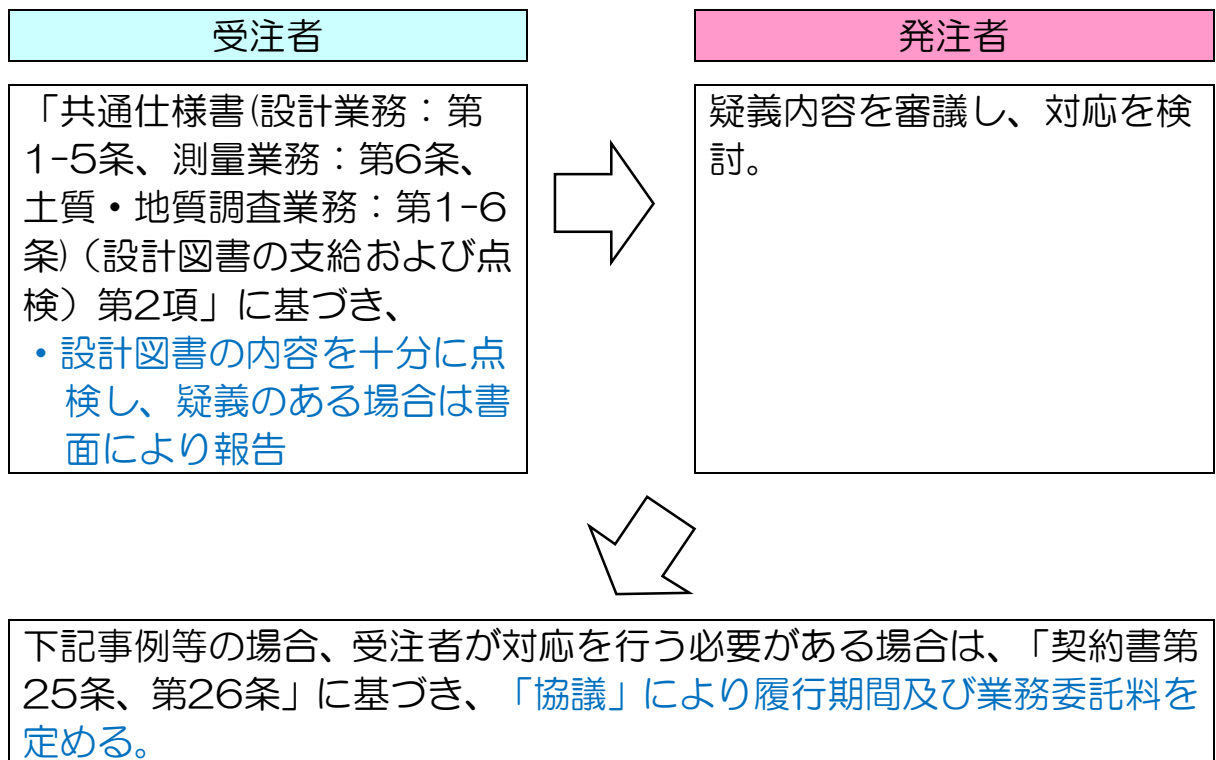 受注者
発注者
「共通仕様書(設計業務：第
1-5条、測量業務：第6条、
土質・地質調査業務：第1-6
条)（設計図書の支給および点
検）第2項」に基づき、
・設計図書の内容を十分に点
検し、疑義のある場合は書
面により報告
疑義内容を審議し、対応を検
討。
下記事例等の場合、受注者が対応を行う必要がある場合は、「契約書第
25条、第26条」に基づき、「協議」により履行期間及び業務委託料を
定める。